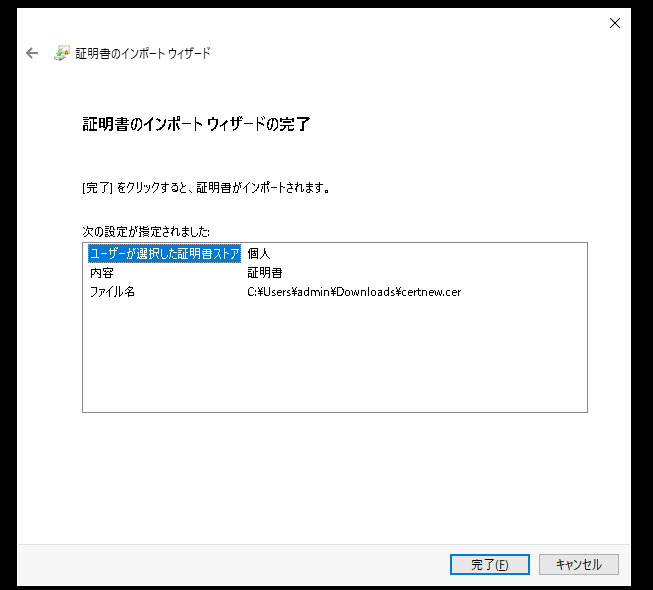 証明書のインポート ウィザード
証明書のインポート ウィザードの完了
[完了] をクリックすると、証明書がインポートされます。
次の設定が指定されました:
ユーザーが選択した証明書ストア 個人
内容 証明書
ファイル名 C:¥Users¥admin¥Downloads¥certnew.cer
完了(F) キャンセル